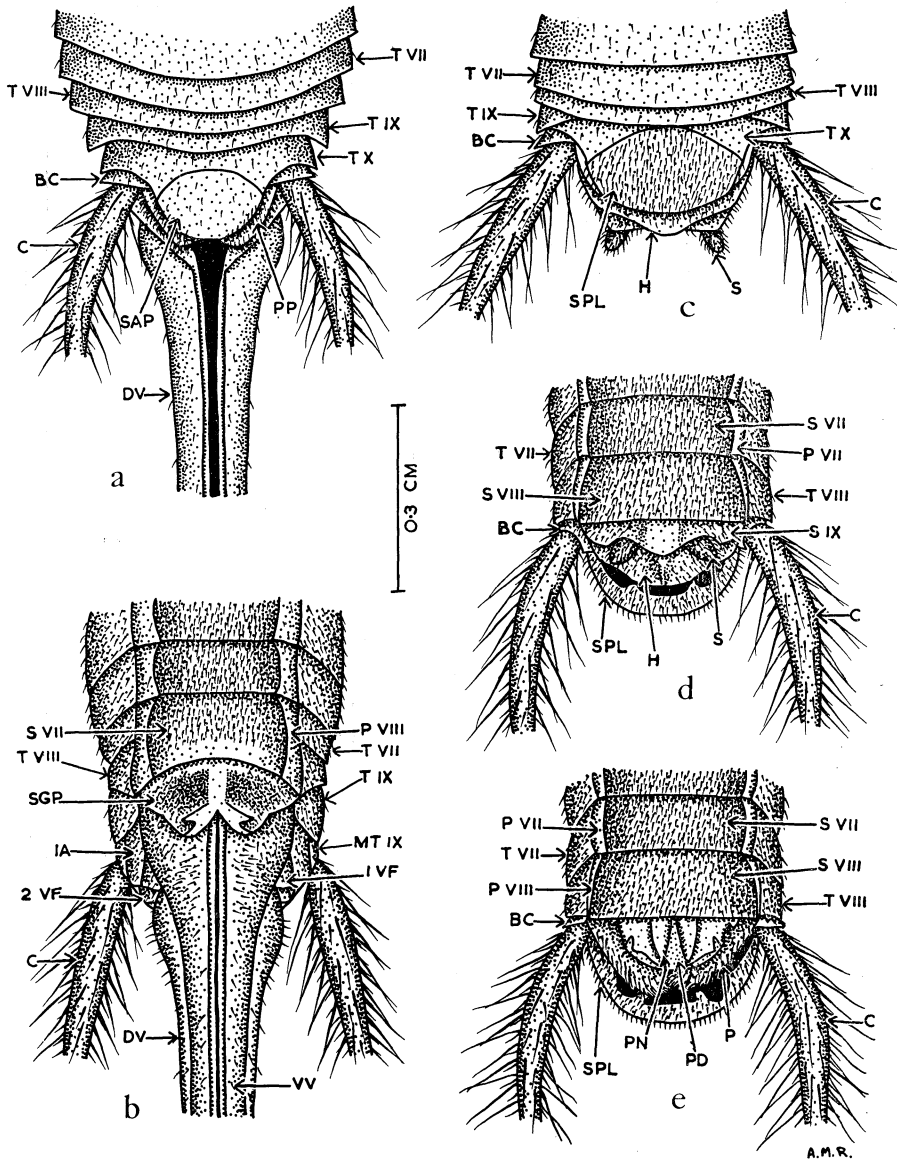 T VII
T VIII
T IX
T X
BC
C
SAP
PP
DV
a
T VII
T VIII
T IX
BC
T X
C
SPL
H
S
c
0·3 CM
S VII
T VII
P VII
S VIII
T VIII
BC
S IX
C
SPL
H
S
d
S VII
P VIII
T VIII
T VII
T IX
SGP
IA
MT IX
1 VF
2 VF
C
DV
VV
b
P VII
S VII
T VII
S VIII
P VIII
T VIII
BC
C
SPL
PN
PD
P
e
A.M.R.